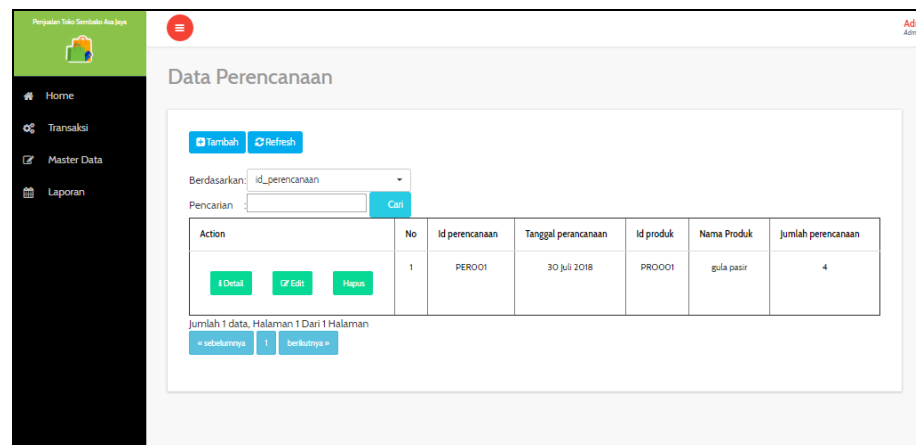 Penjualan Toko Sembako Asa Jaya
Home
Transaksi
Master Data
Laporan
Data Perencanaan
Tambah Refresh
Berdasarkan: id_perencanaan
Pencarian : Cari
Action No Id perencanaan Tanggal perancanaan Id produk Nama Produk Jumlah perencanaan
Detail Edit Hapus 1 PER001 30 Juli 2018 PRO001 gula pasir 4
Jumlah 1 data, Halaman 1 Dari 1 Halaman
« sebelumnya 1 berikutnya »